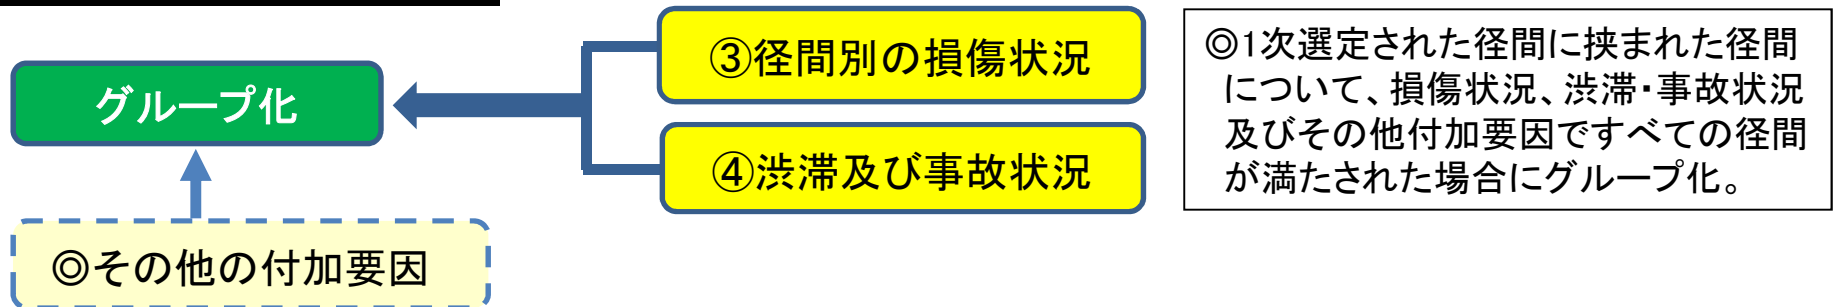 グループ化
◎その他の付加要因
③径間別の損傷状況
④渋滞及び事故状況
◎1次選定された径間に挟まれた径間
について、損傷状況、渋滞・事故状況
及びその他付加要因ですべての径間
が満たされた場合にグループ化。